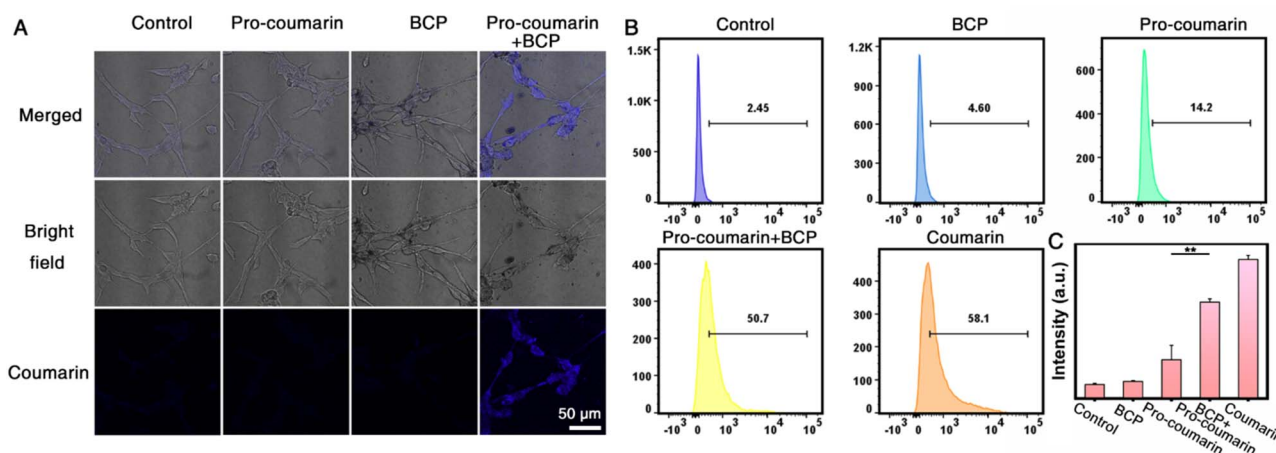 A
Control
Pro-coumarin
BCP
Pro-coumarin
+BCP
Merged
Bright
field
Coumarin
50 μm
B
Control
1.5K
1.0K
500
0
2.45
-10³ 0 10³ 10⁴ 10⁵
BCP
1.2K
900
600
300
0
4.60
-10³ 0 10³ 10⁴ 10⁵
Pro-coumarin
600
400
200
0
14.2
-10³ 0 10³ 10⁴ 10⁵
Pro-coumarin+BCP
400
300
200
100
0
50.7
-10³ 0 10³ 10⁴ 10⁵
Coumarin
400
300
200
100
0
58.1
-10³ 0 10³ 10⁴ 10⁵
C
Intensity (a.u.)
**
Control
BCP
Pro-coumarin
BCP+
Pro-coumarin
Coumarin